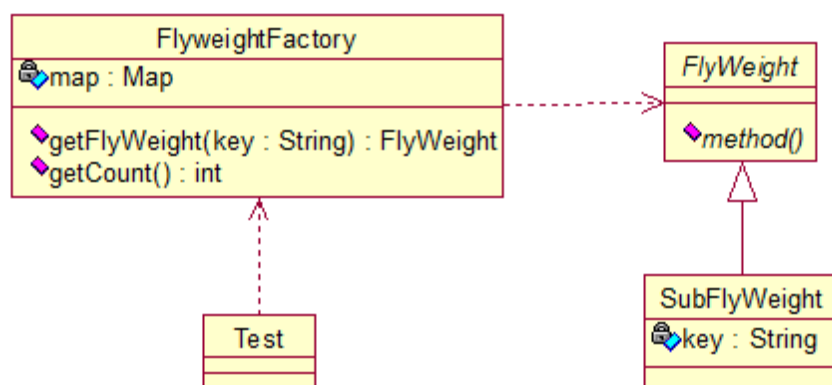 FlyweightFactory
map : Map
getFlyWeight(key : String) : FlyWeight
getCount() : int
FlyWeight
method()
Test
SubFlyWeight
key : String